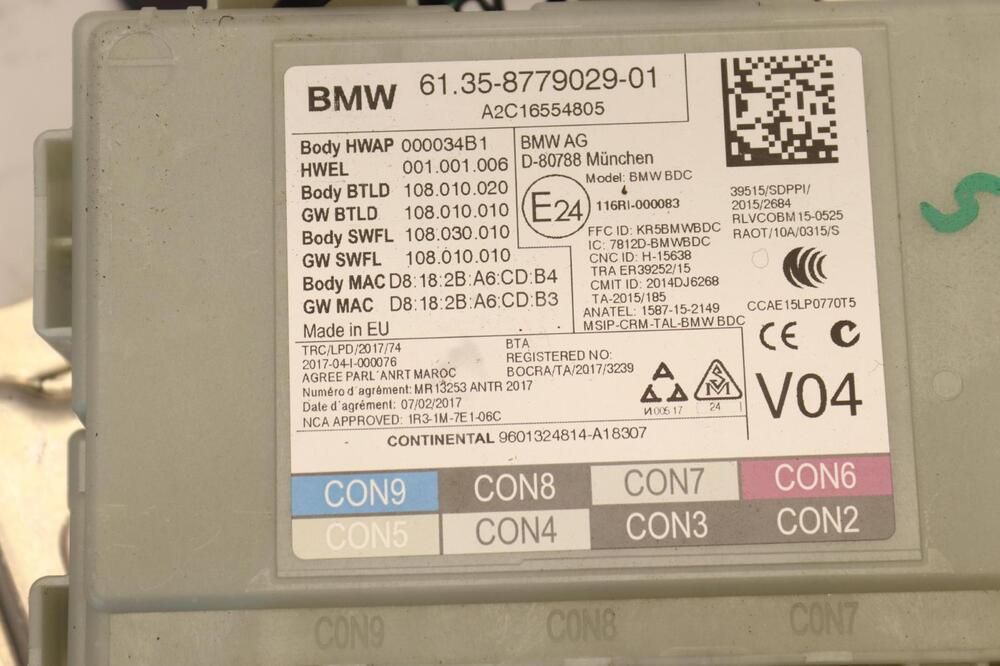 BMW 61.35-8779029-01
A2C16554805
Body HWAP 000034B1
HWEL 001.001.006
Body BTLD 108.010.020
GW BTLD 108.010.010
Body SWFL 108.030.010
GW SWFL 108.010.010
Body MAC D8:18:2B:A6:CD:B4
GW MAC D8:18:2B:A6:CD:B3
Made in EU
BMW AG
D-80788 München
Model: BMW BDC
E24
116RI-000083
FFC ID: KR5BMWBDC
IC: 7812D-BMWBDC
CNC ID: H-15638
TRA ER39252/15
CMIT ID: 2014DJ6268
TA-2015/185
ANATEL: 1587-15-2149
MSIP-CRM-TAL-BMW BDC
39515/SDPPI/
2015/2684
RLVCOBM15-0525
RAOT/10A/0315/S
CCAE15LP0770T5
CE
TRC/LPD/2017/74
2017-04-I-000076
AGREE PARL´ANRT MAROC
Numéro d´agrément: MR13253 ANTR 2017
Date d´agrément: 07/02/2017
NCA APPROVED: 1R3-1M-7E1-06C
BTA
REGISTERED NO:
BOCRA/TA/2017/3239
И005 17
24
V04
CONTINENTAL 9601324814-A18307
CON9 CON8 CON7 CON6
CON5 CON4 CON3 CON2
CON9 CON8 CON7